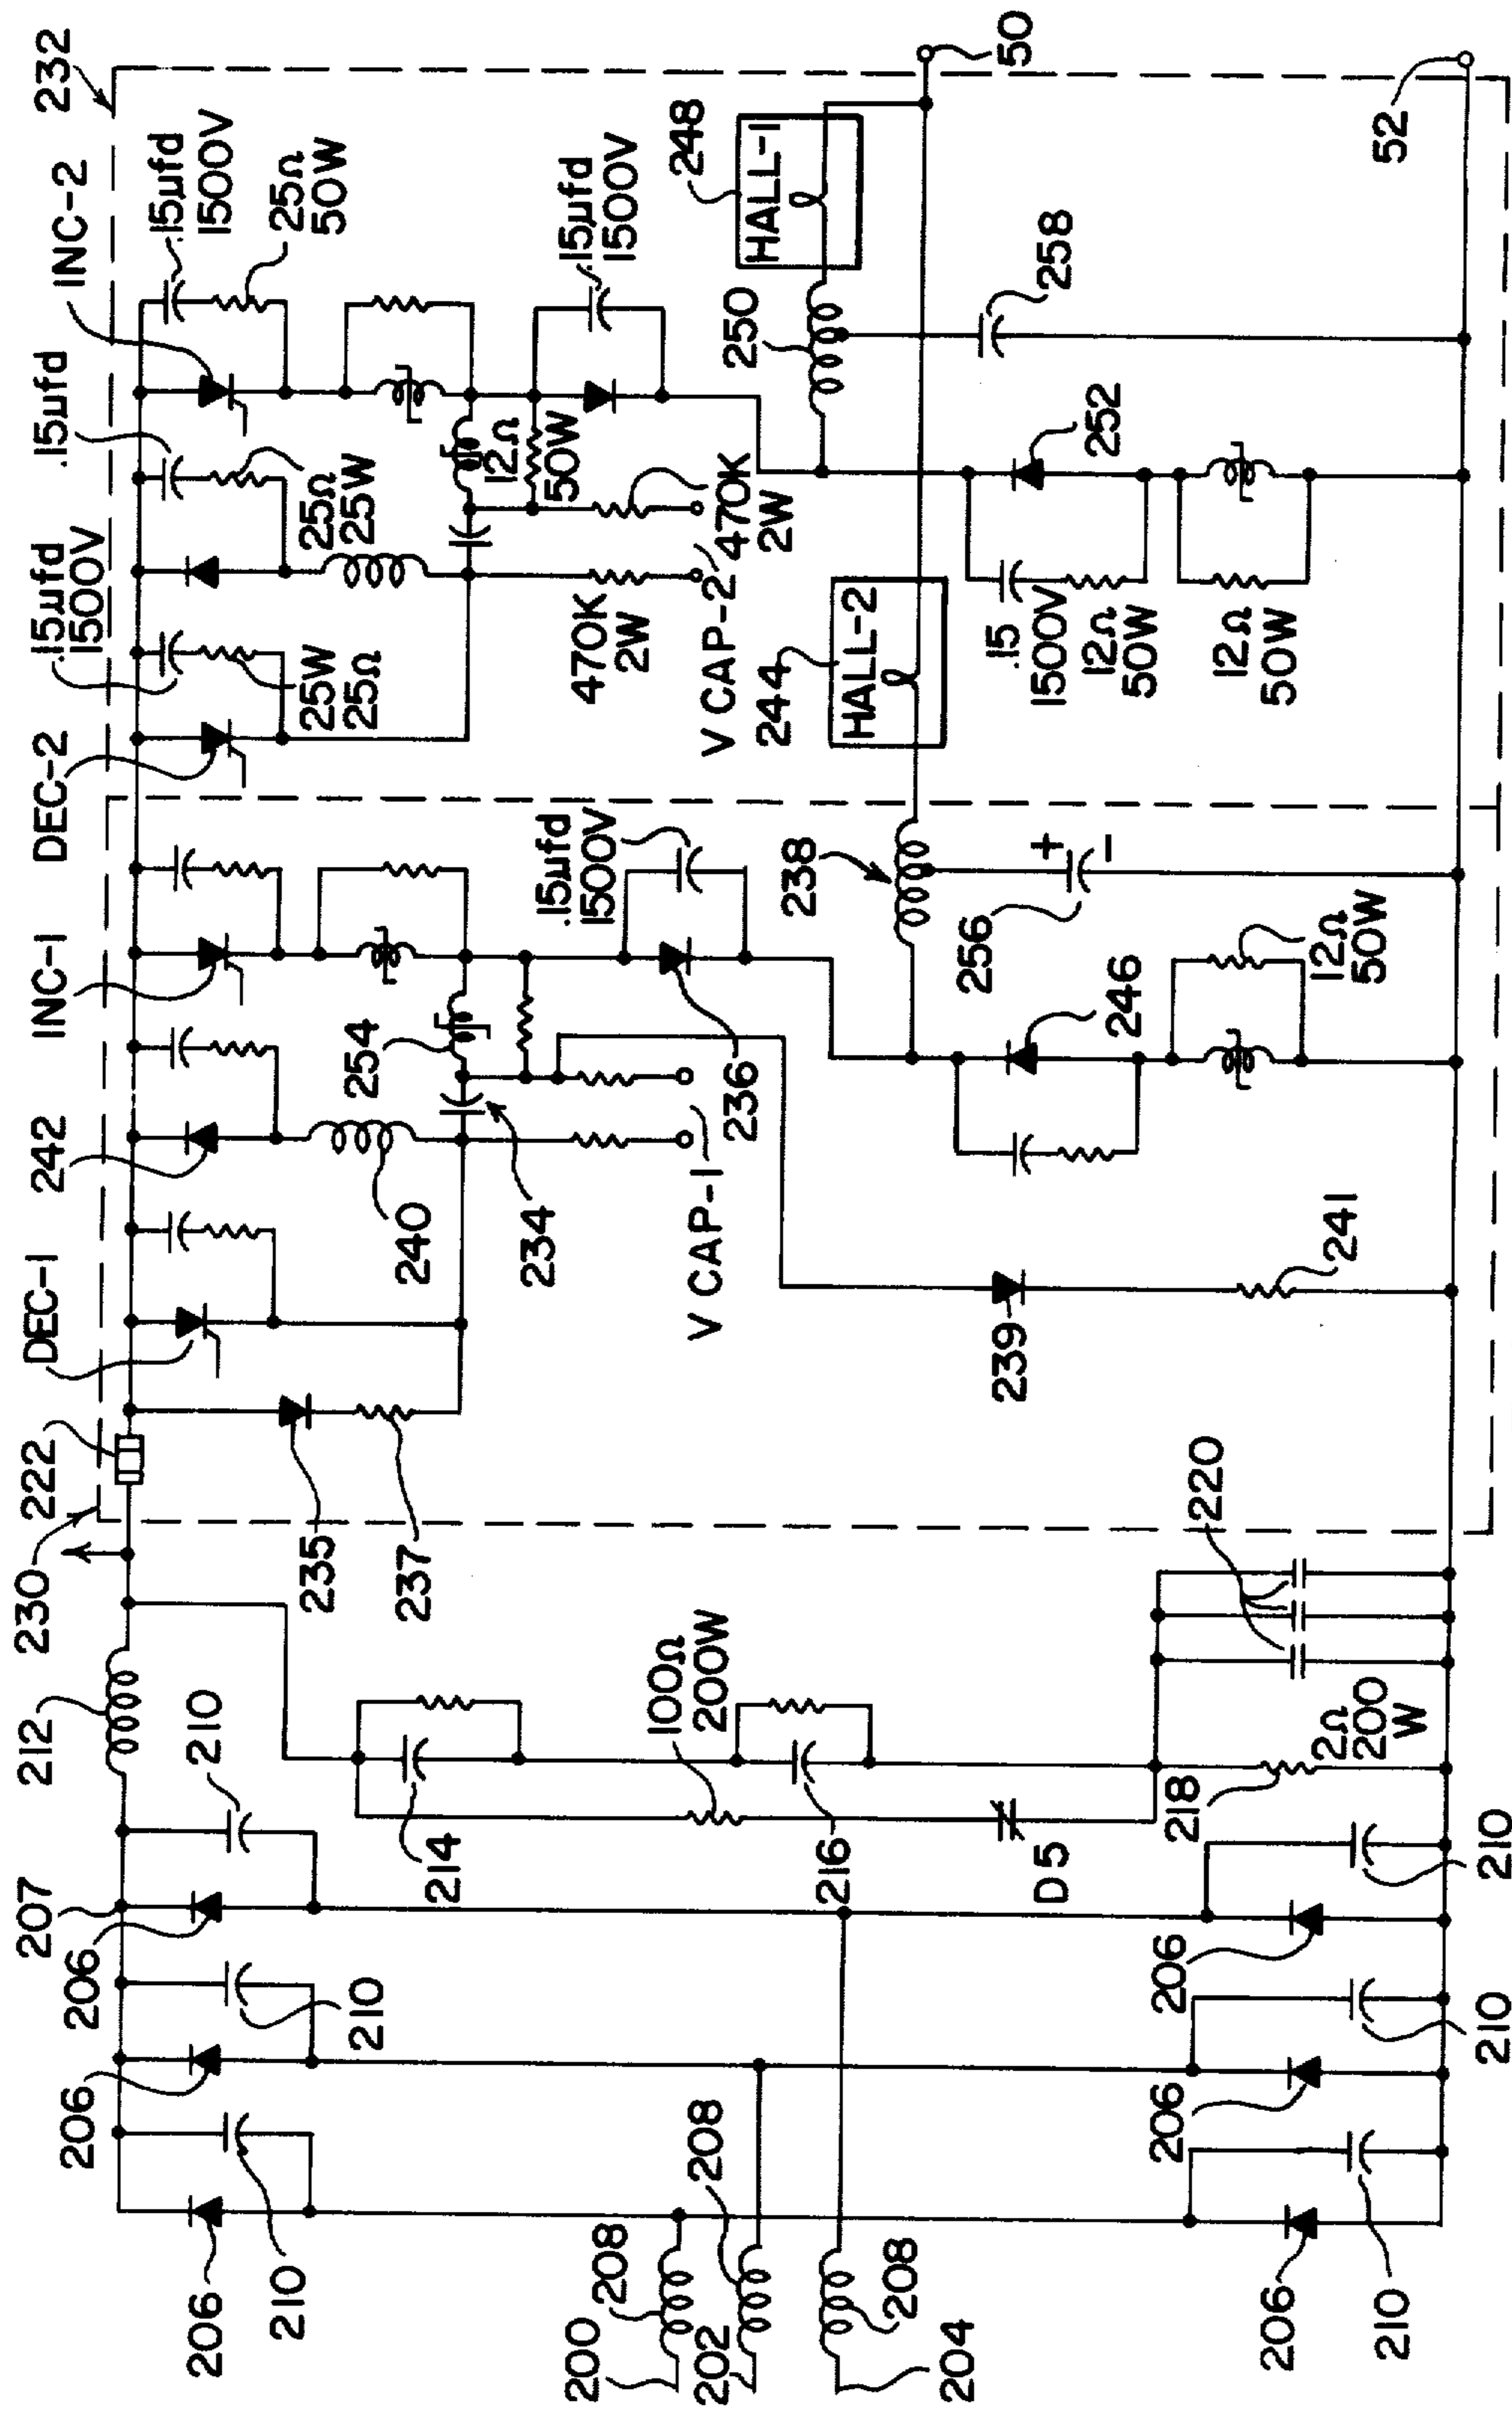 232
INC-2
.15µfd
1500V
25Ω
50W
.15µfd
25Ω
25W
.15µfd
1500V
25W
25Ω
DEC-2
12Ω
50W
.15µfd
1500V
470K
2W
470K
2W
V CAP-2
248
HALL-1
250
50
258
252
244
HALL-2
.15
1500V
12Ω
50W
12Ω
50W
52
INC-1
242
DEC-1
222
230
254
240
234
.15µfd
1500V
236
V CAP-1
238
256
+
-
246
12Ω
50W
239
241
235
237
212
210
207
206
210
206
210
206
214
100Ω
200W
216
D5
220
218
2Ω
200
W
210
206
210
206
210
206
208
200
208
202
208
204